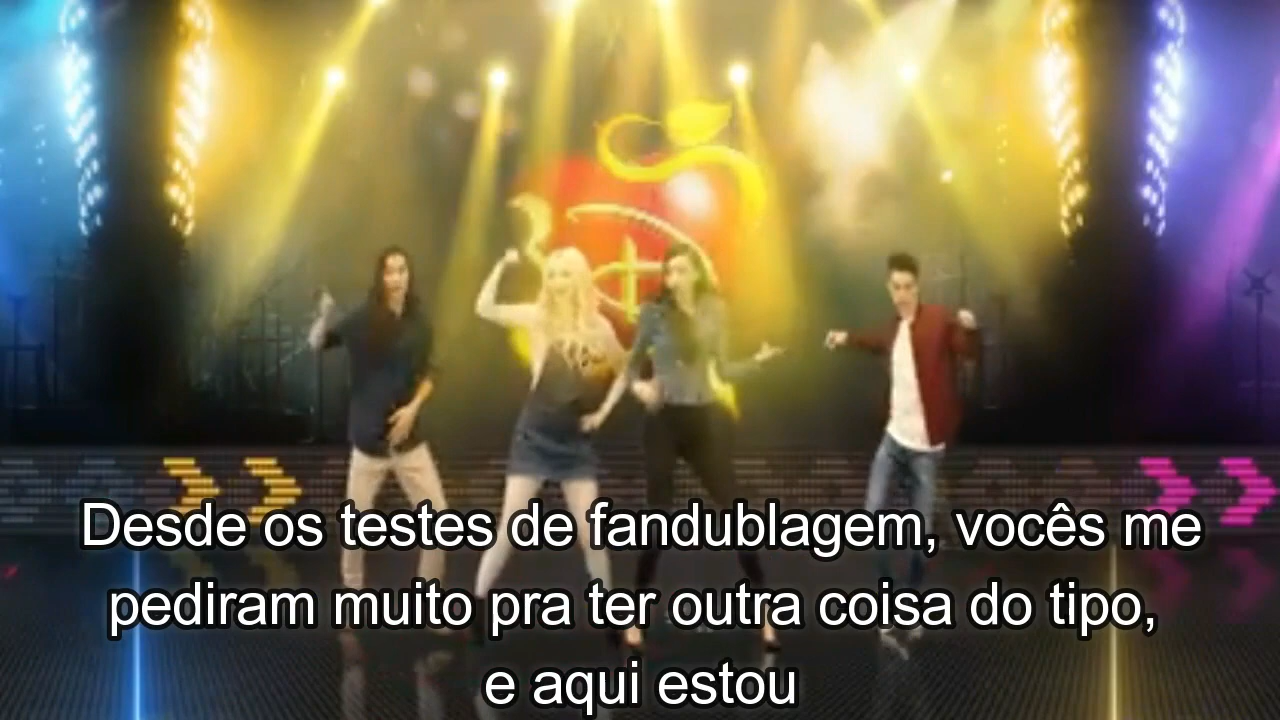 Desde os testes de fandublagem, vocês me
pediram muito pra ter outra coisa do tipo,
e aqui estou